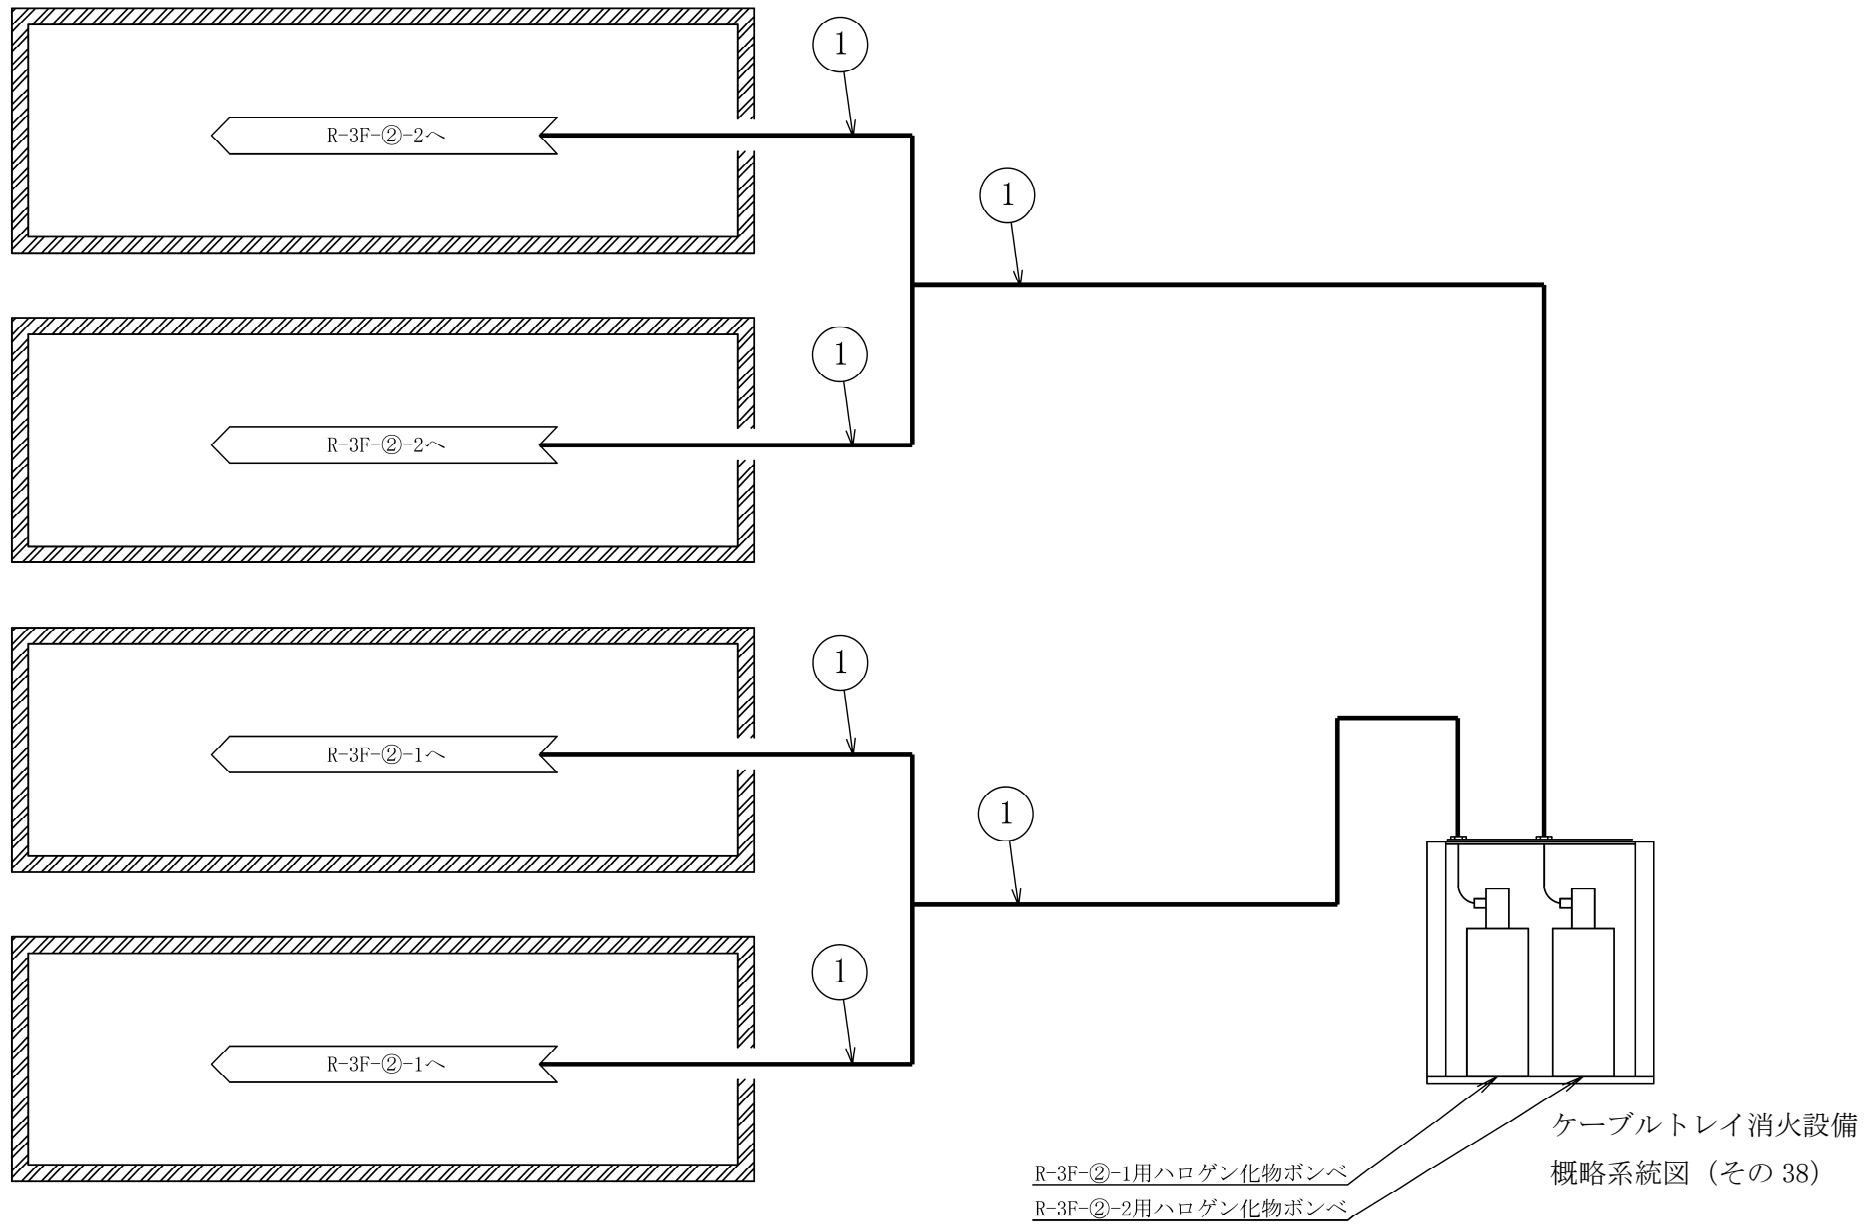 1
R-3F-②-2へ
1
1
R-3F-②-2へ
1
R-3F-②-1へ
1
1
R-3F-②-1へ
ケーブルトレイ消火設備
概略系統図（その 38）
R-3F-②-1用ハロゲン化物ボンベ
R-3F-②-2用ハロゲン化物ボンベ